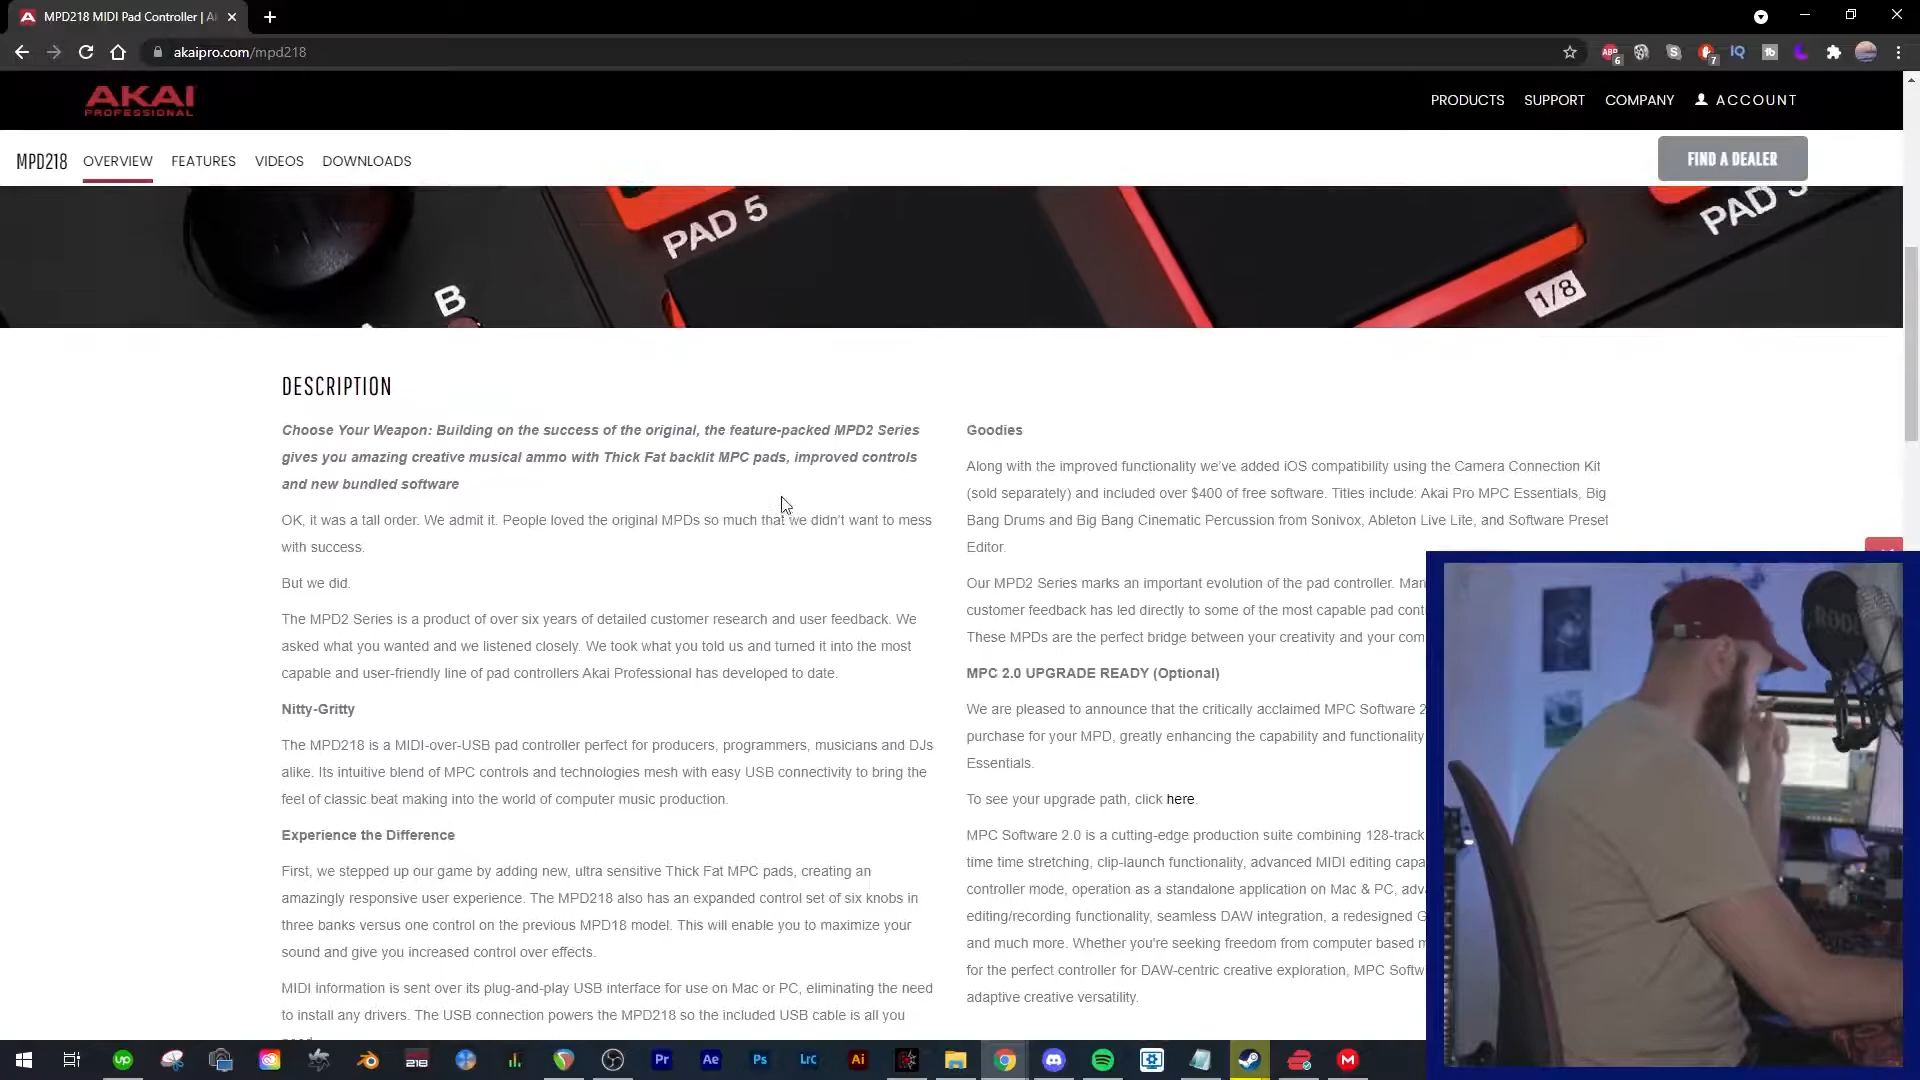 MPD218 MIDI Pad Controller | A
akaipro.com/mpd218
AKAI
PROFESSIONAL
PRODUCTS SUPPORT COMPANY ACCOUNT
MPD218 OVERVIEW FEATURES VIDEOS DOWNLOADS
FIND A DEALER
PAD 5
B
1/8
DESCRIPTION
Choose Your Weapon: Building on the success of the original, the feature-packed MPD2 Series
gives you amazing creative musical ammo with Thick Fat backlit MPC pads, improved controls
and new bundled software
OK, it was a tall order. We admit it. People loved the original MPDs so much that we didn't want to mess
with success.
But we did.
The MPD2 Series is a product of over six years of detailed customer research and user feedback. We
asked what you wanted and we listened closely. We took what you told us and turned it into the most
capable and user-friendly line of pad controllers Akai Professional has developed to date.
Nitty-Gritty
The MPD218 is a MIDI-over-USB pad controller perfect for producers, programmers, musicians and DJs
alike. Its intuitive blend of MPC controls and technologies mesh with easy USB connectivity to bring the
feel of classic beat making into the world of computer music production.
Experience the Difference
First, we stepped up our game by adding new, ultra sensitive Thick Fat MPC pads, creating an
amazingly responsive user experience. The MPD218 also has an expanded control set of six knobs in
three banks versus one control on the previous MPD18 model. This will enable you to maximize your
sound and give you increased control over effects.
MIDI information is sent over its plug-and-play USB interface for use on Mac or PC, eliminating the need
to install any drivers. The USB connection powers the MPD218 so the included USB cable is all you
Goodies
Along with the improved functionality we've added iOS compatibility using the Camera Connection Kit
(sold separately) and included over $400 of free software. Titles include: Akai Pro MPC Essentials, Big
Bang Drums and Big Bang Cinematic Percussion from Sonivox, Ableton Live Lite, and Software Preset
Editor.
Our MPD2 Series marks an important evolution of the pad controller. Man
customer feedback has led directly to some of the most capable pad cont
These MPDs are the perfect bridge between your creativity and your com
MPC 2.0 UPGRADE READY (Optional)
We are pleased to announce that the critically acclaimed MPC Software 2
purchase for your MPD, greatly enhancing the capability and functionality
Essentials.
To see your upgrade path, click here.
MPC Software 2.0 is a cutting-edge production suite combining 128-track
time time stretching, clip-launch functionality, advanced MIDI editing capa
controller mode, operation as a standalone application on Mac & PC, adv
editing/recording functionality, seamless DAW integration, a redesigned G
and much more. Whether you're seeking freedom from computer based m
for the perfect controller for DAW-centric creative exploration, MPC Softw
adaptive creative versatility.
RODE
up 218 Pr Ae Ps Lrc Ai M